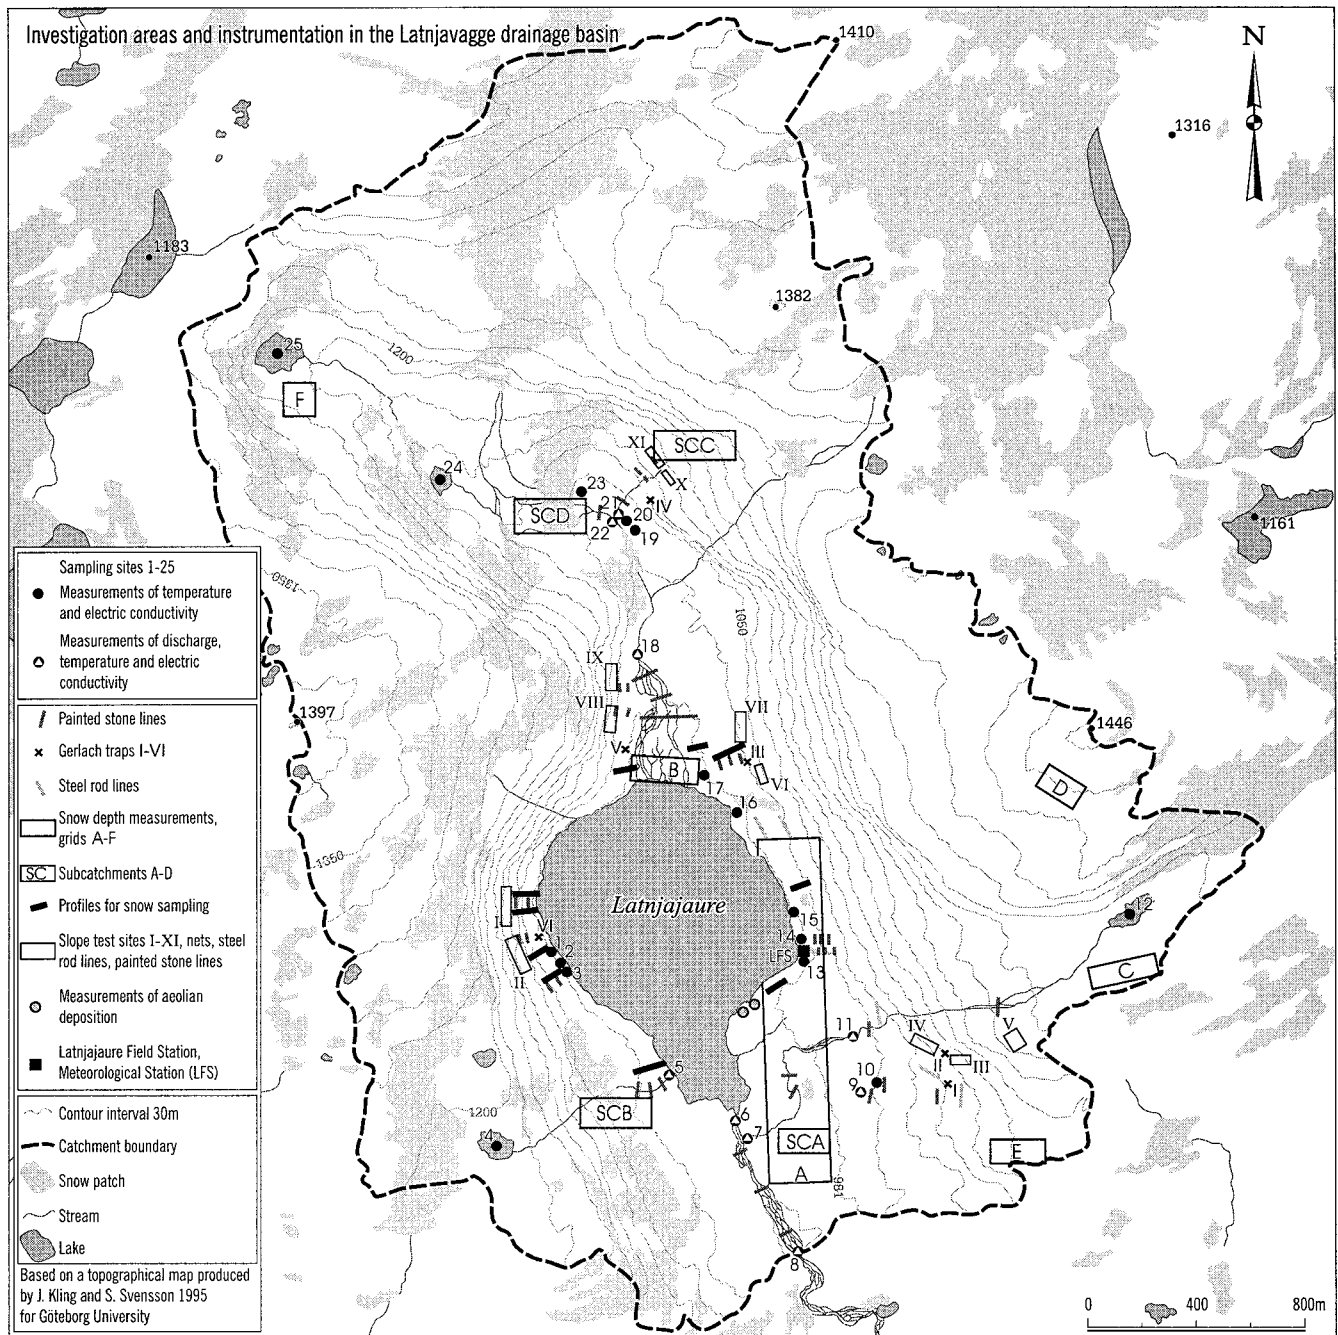 Investigation areas and instrumentation in the Latnjavagge drainage basin
1410
N
1316
1183
1382
25
1200
F
XI
SCC
24
X
23
21
IV
SCD
20
22
19
1350
1050
18
IX
VIII
VII
1397
1446
V
III
B
VI
17
D
16
1161
1350
Latnjajaure
12
I
15
VI
14
12
LFS
3
13
II
C
11
IV
V
II
III
5
10
9
I
1200
SCB
6
4
7
SCA
E
A
981
8
Sampling sites 1-25
Measurements of temperature
and electric conductivity
Measurements of discharge,
temperature and electric
conductivity
Painted stone lines
Gerlach traps I-VI
Steel rod lines
Snow depth measurements,
grids A-F
SC Subcatchments A-D
Profiles for snow sampling
Slope test sites I-XI, nets, steel
rod lines, painted stone lines
Measurements of aeolian
deposition
Latnjajaure Field Station,
Meteorological Station (LFS)
Contour interval 30m
Catchment boundary
Snow patch
Stream
Lake
Based on a topographical map produced
by J. Kling and S. Svensson 1995
for Göteborg University
0 400 800m